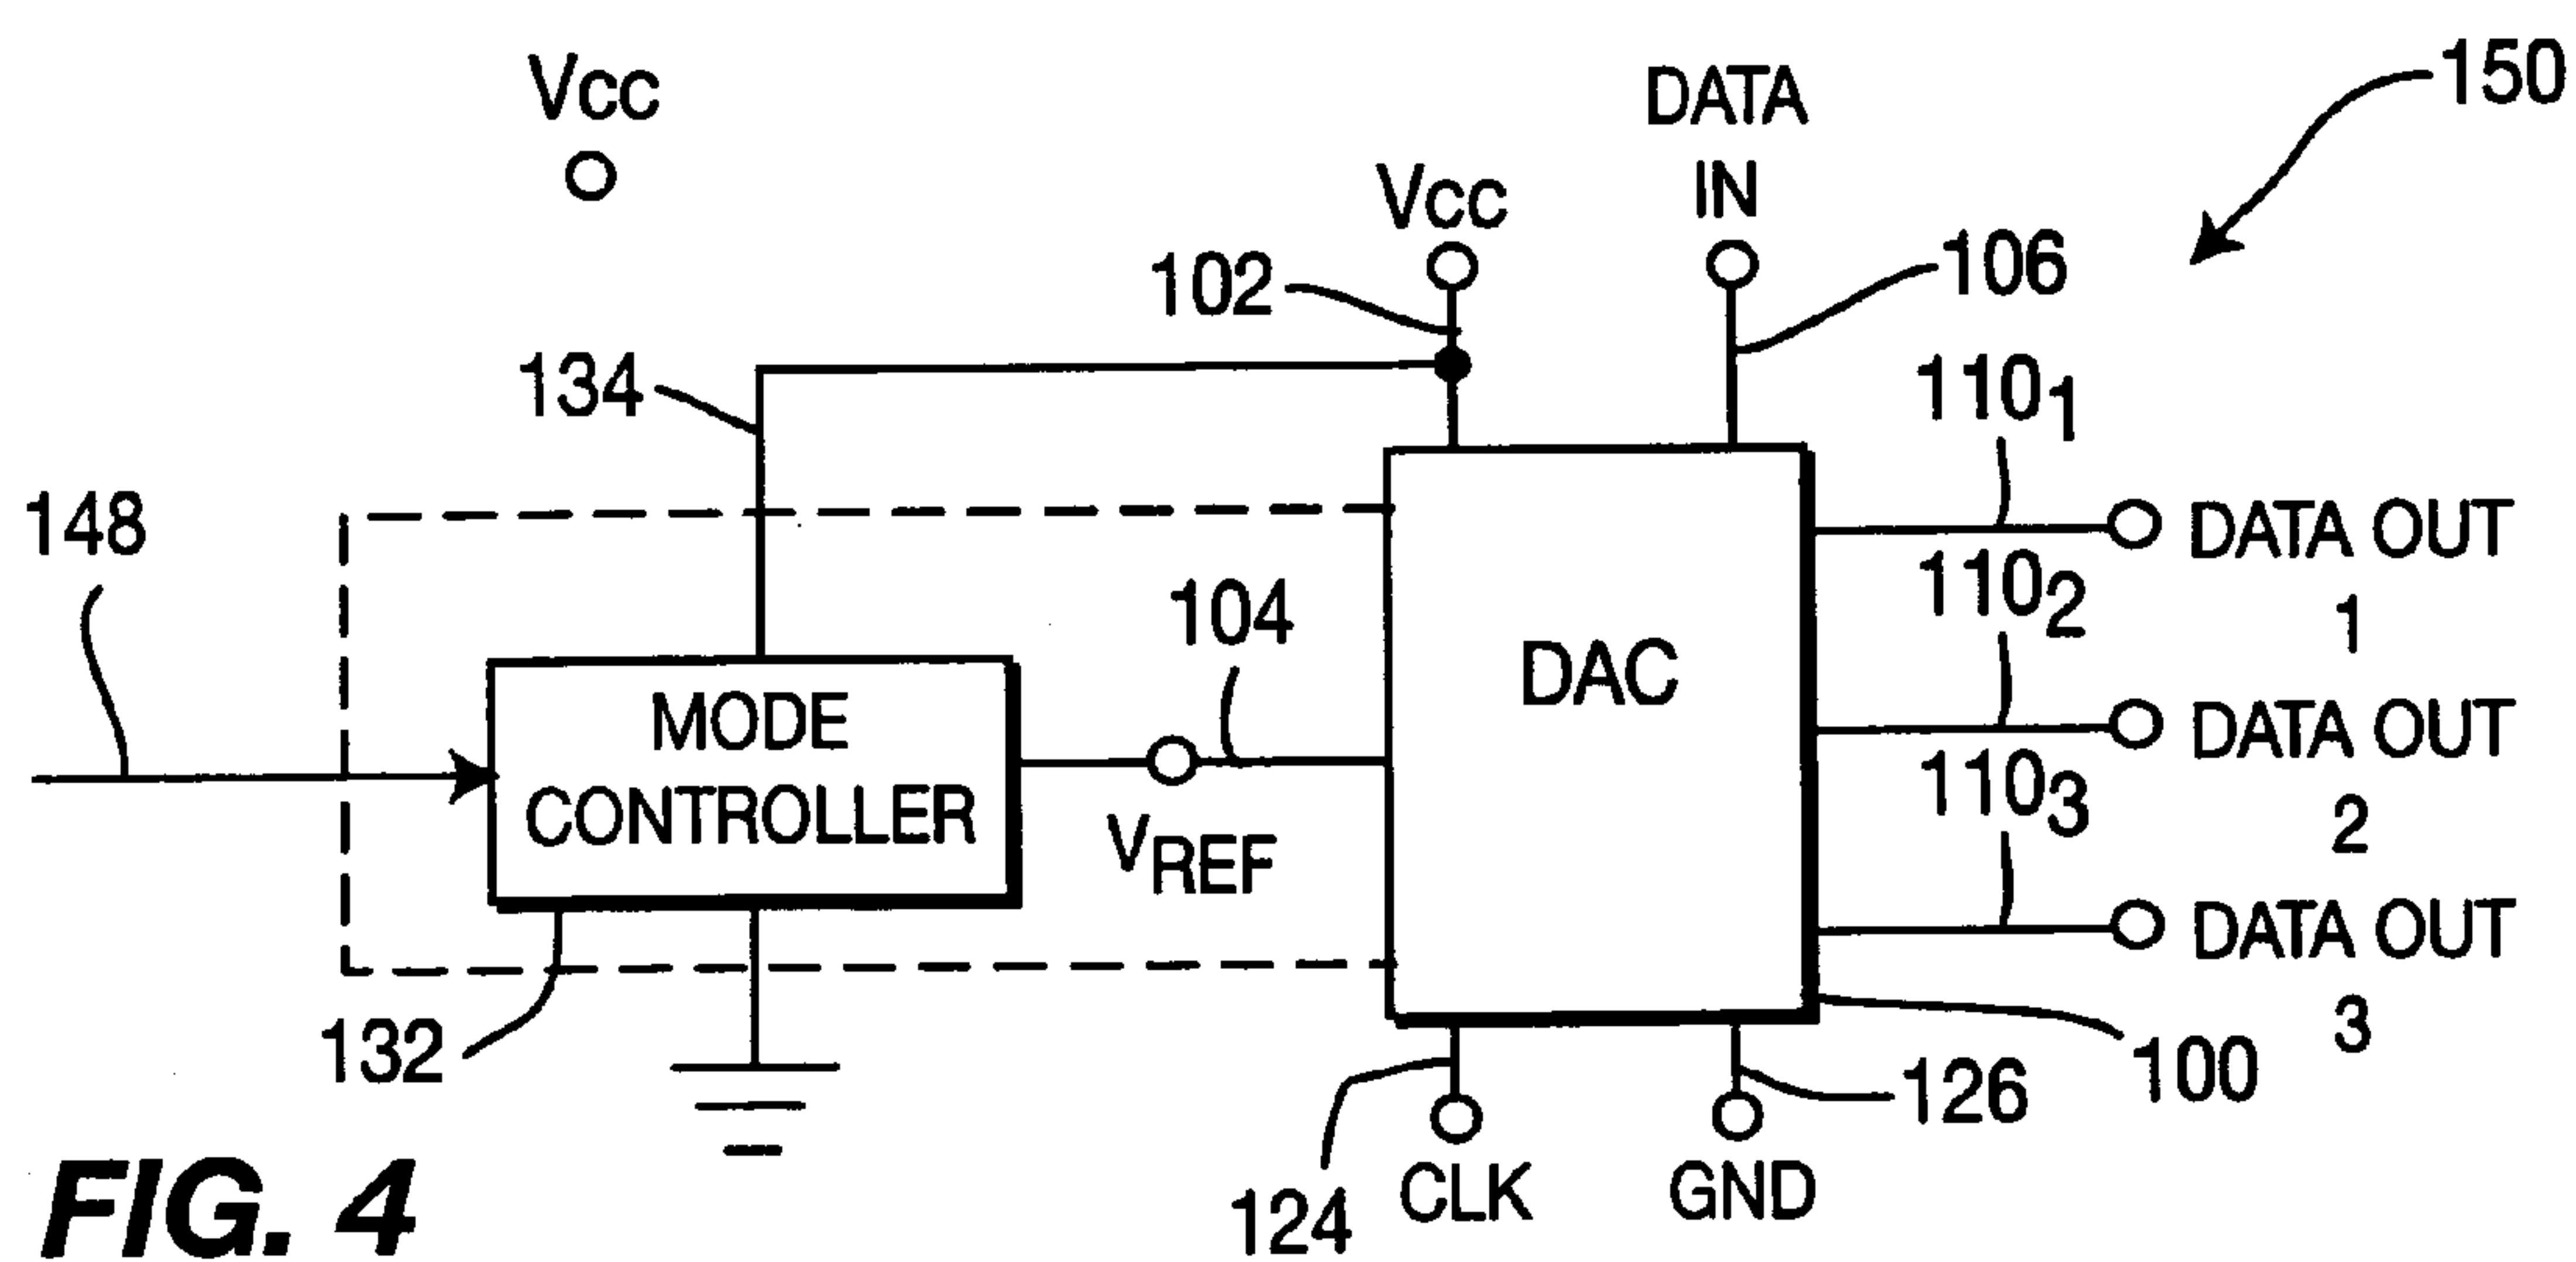 Vcc
DATA
IN
150
Vcc
102
106
134
110₁
148
DATA OUT
1
110₂
104
DAC
MODE
CONTROLLER
V_REF
DATA OUT
2
110₃
DATA OUT
3
132
100
126
124
CLK
GND
FIG. 4